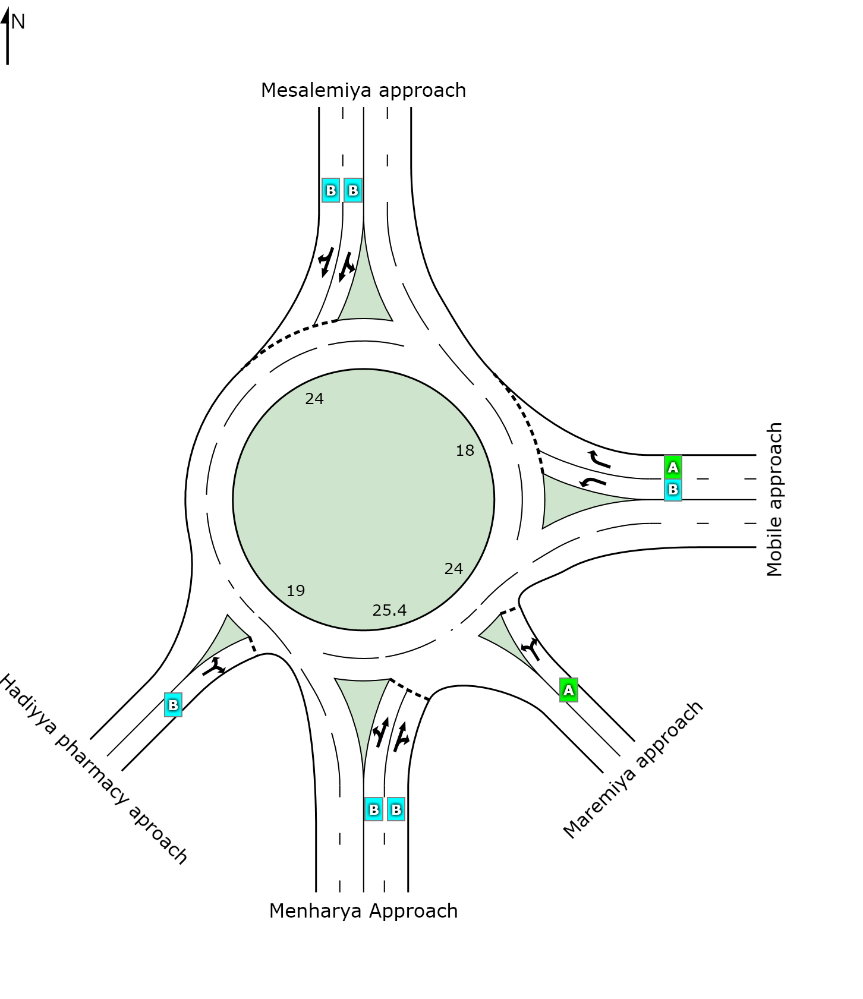 N
Mesalemiya approach
B B
24
18
A
B
Mobile approach
24
19
25.4
A
B
Hadiyya pharmacy aproach
Maremiya approach
B B
Menharya Approach